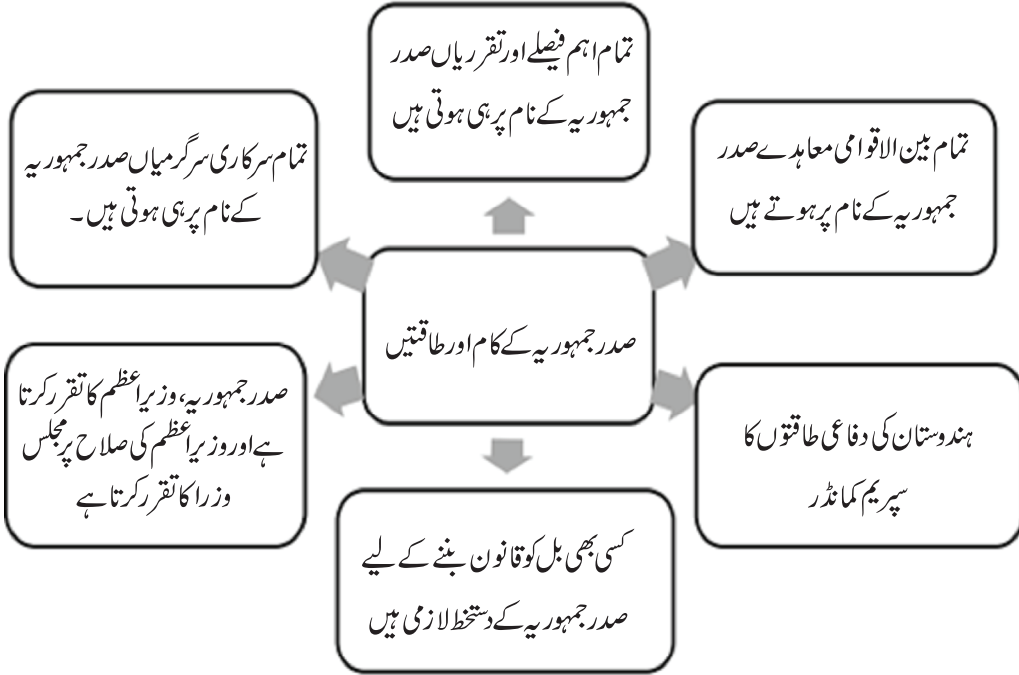 تمام اہم فیصلے اور تقرریاں صدر
جمہوریہ کے نام پر ہی ہوتی ہیں
تمام بین الاقوامی معاہدے صدر
جمہوریہ کے نام پر ہوتے ہیں
تمام سرکاری سرگرمیاں صدر جمہوریہ
کے نام پر ہی ہوتی ہیں۔
صدر جمہوریہ کے کام اور طاقتیں
ہندوستان کی دفاعی طاقتوں کا
سپریم کمانڈر
صدر جمہوریہ، وزیراعظم کا تقرر کرتا
ہے اور وزیراعظم کی صلاح پر مجلس
وزرا کا تقرر کرتا ہے
کسی بھی بل کو قانون بننے کے لیے
صدر جمہوریہ کے دستخط لازمی ہیں